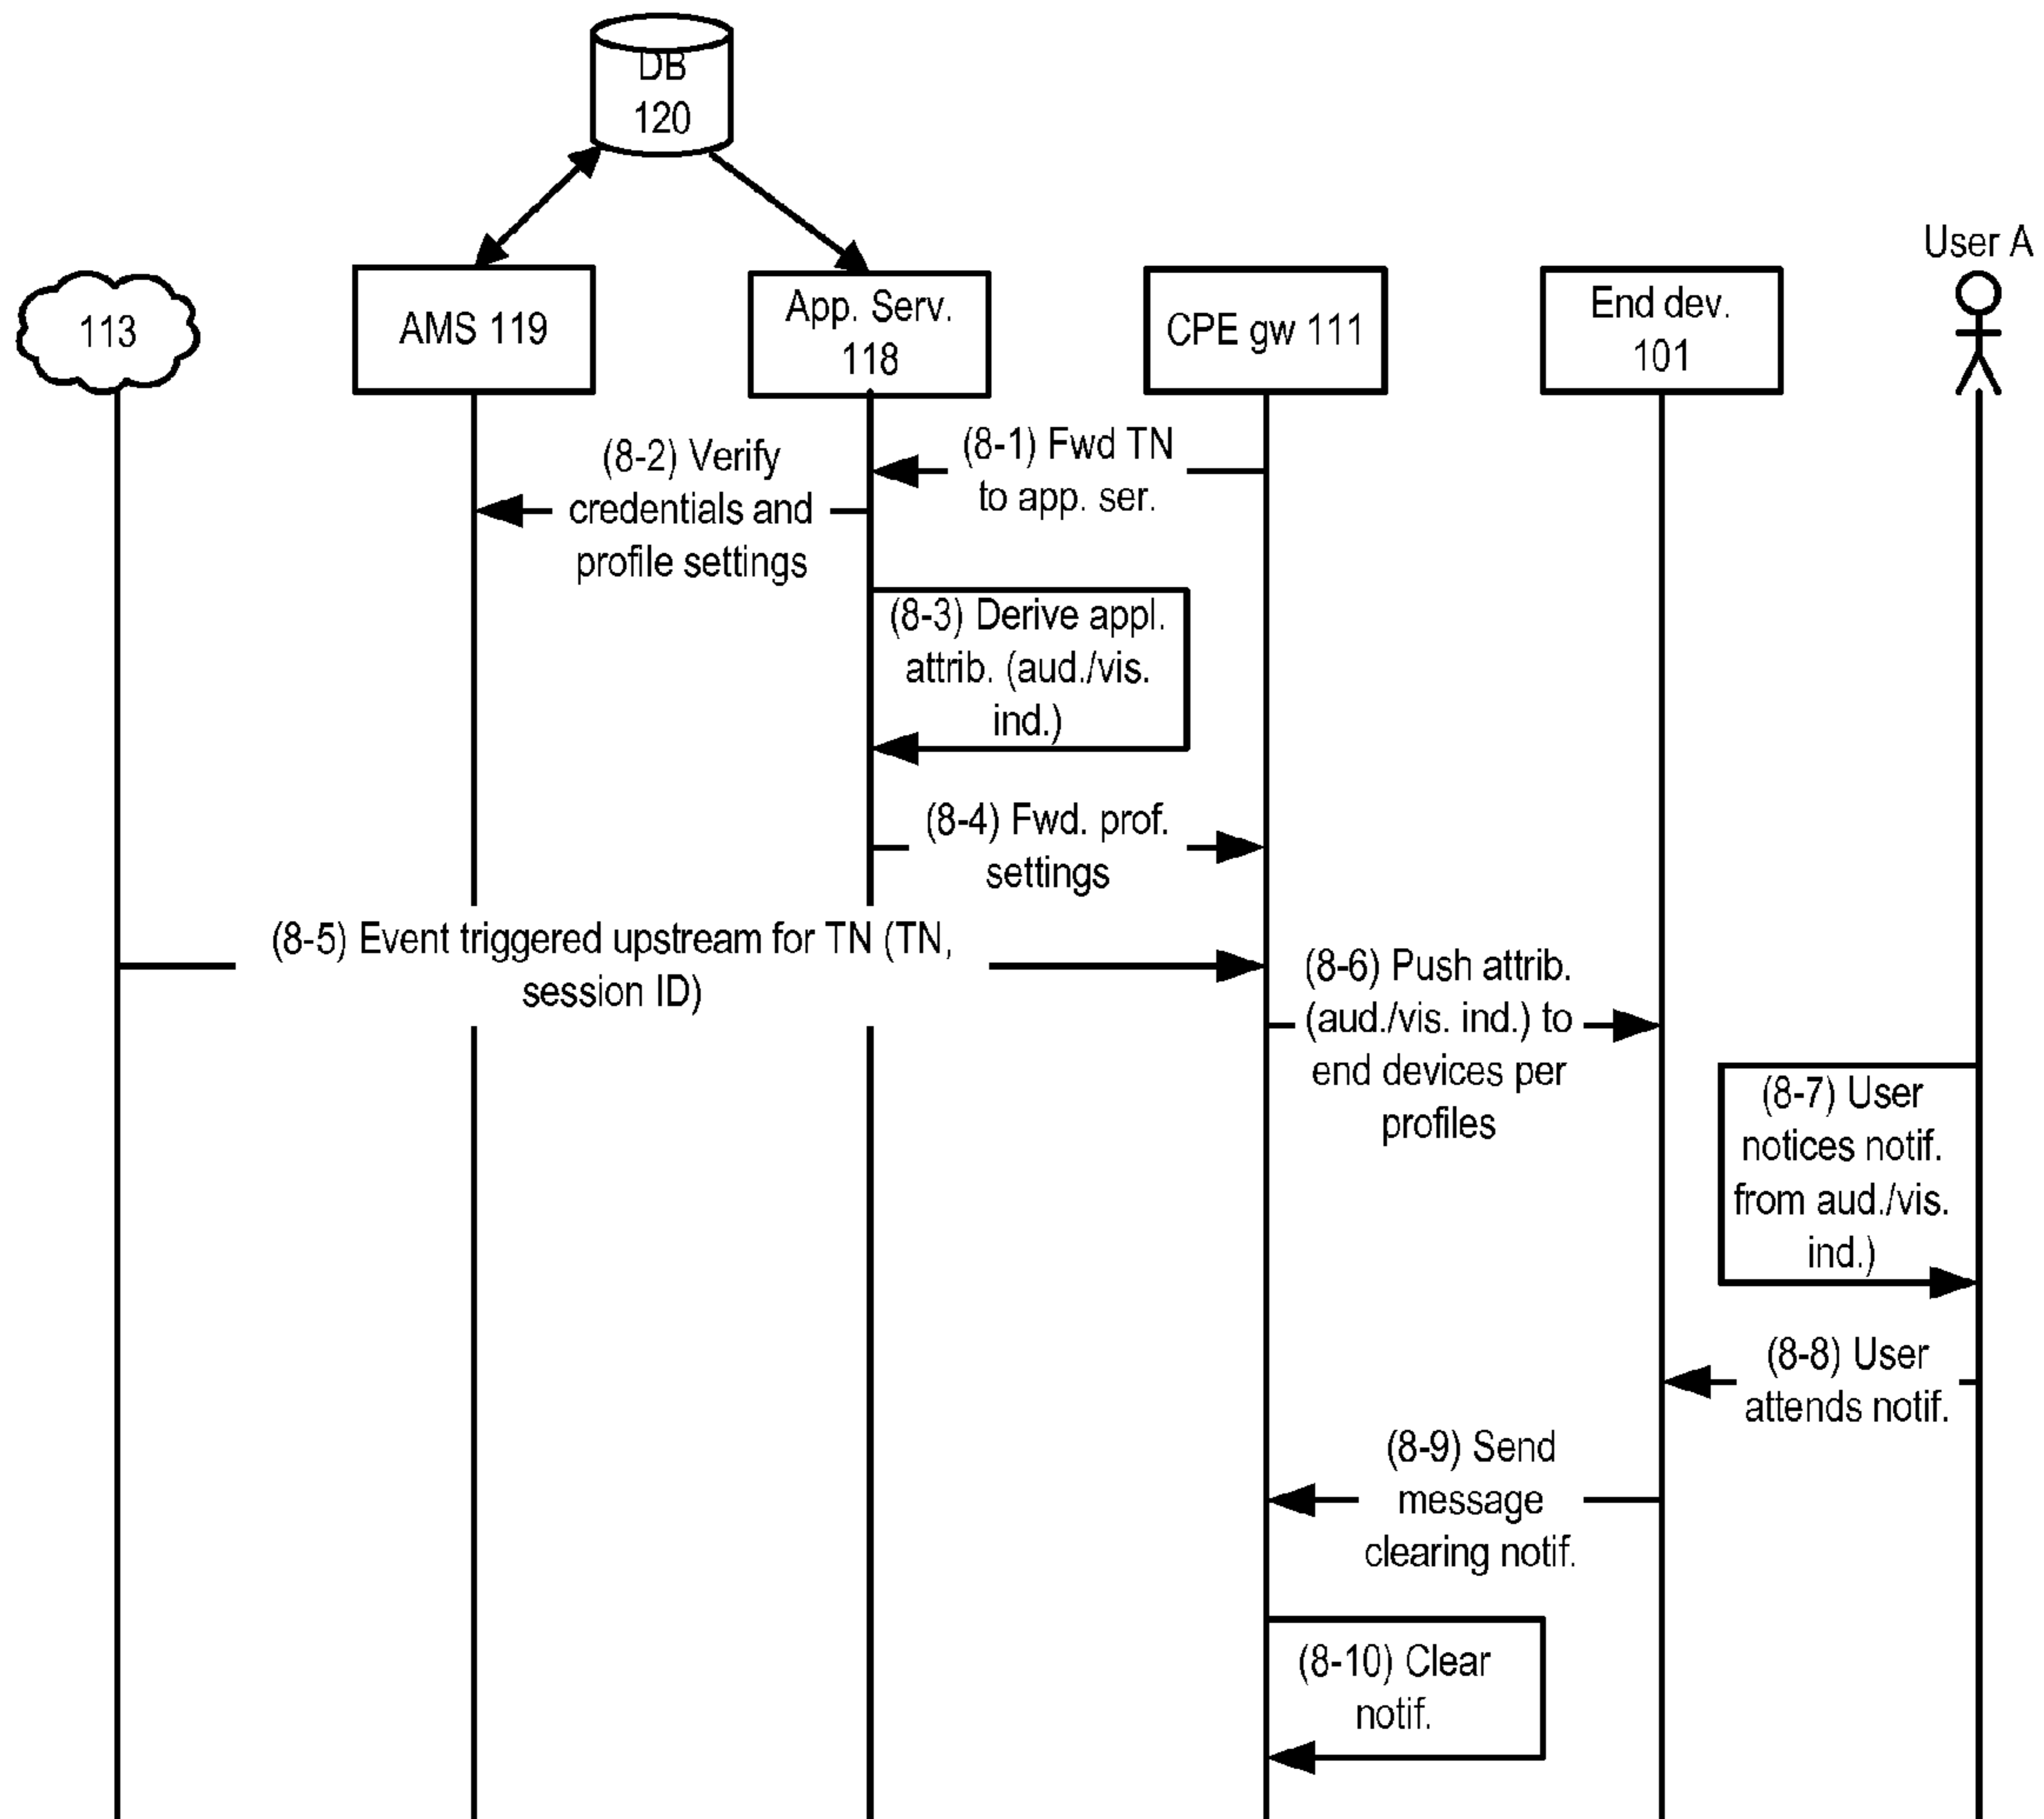 DB
120
User A
113
AMS 119
App. Serv.
118
CPE gw 111
End dev.
101
(8-1) Fwd TN
to app. ser.
(8-2) Verify
credentials and
profile settings
(8-3) Derive appl.
attrib. (aud./vis.
ind.)
(8-4) Fwd. prof.
settings
(8-5) Event triggered upstream for TN (TN,
session ID)
(8-6) Push attrib.
(aud./vis. ind.) to
end devices per
profiles
(8-7) User
notices notif.
from aud./vis.
ind.)
(8-8) User
attends notif.
(8-9) Send
message
clearing notif.
(8-10) Clear
notif.